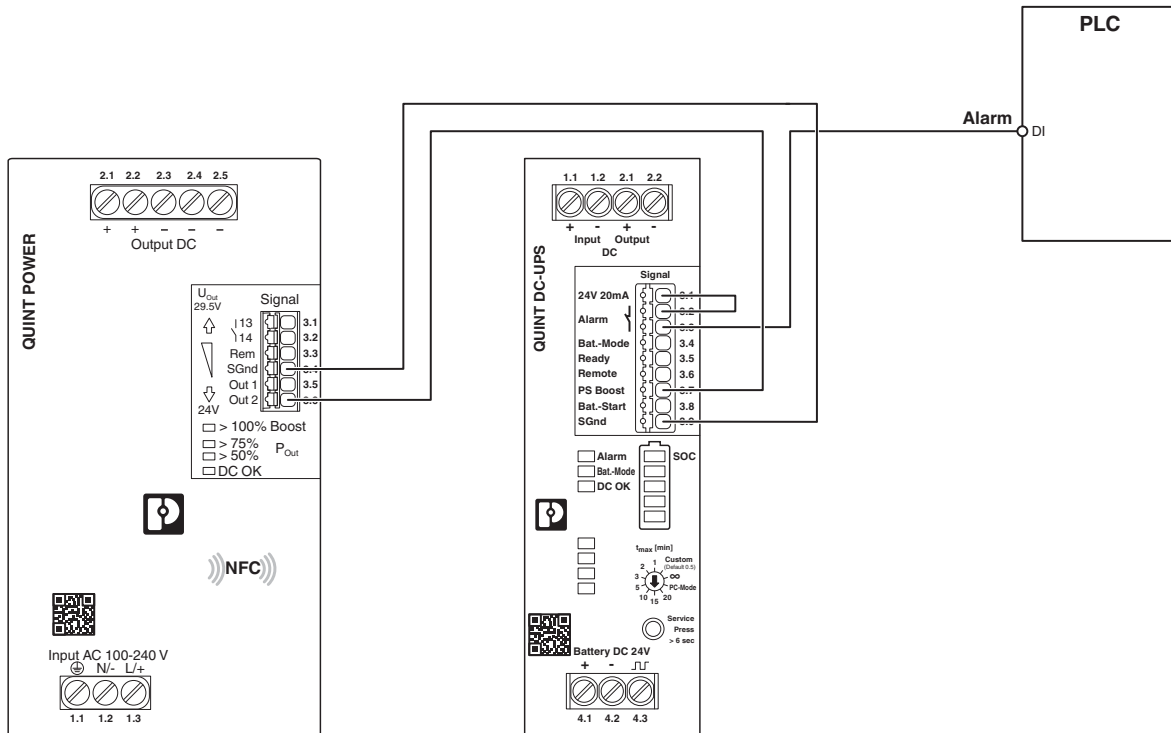 PLC
Alarm
DI
QUINT POWER
2.1 2.2 2.3 2.4 2.5
+ + – – –
Output DC
UOut
29.5V
24V
Signal
13 3.1
14 3.2
Rem 3.3
SGnd
Out 1 3.5
Out 2
> 100% Boost
> 75%
> 50%
POut
DC OK
NFC
Input AC 100-240 V
N/- L/+
1.1 1.2 1.3
QUINT DC-UPS
1.1 1.2 2.1 2.2
+ - + -
Input Output
DC
Signal
24V 20mA 3.1
Alarm
Bat.-Mode 3.4
Ready 3.5
Remote 3.6
PS Boost
Bat.-Start 3.8
SGnd
Alarm
Bat.-Mode
DC OK
SOC
tmax [min]
Custom
(Default 0.5)
1
2
3
5
10
15
20
∞
PC-Mode
Service
Press
> 6 sec
Battery DC 24V
+ -
4.1 4.2 4.3